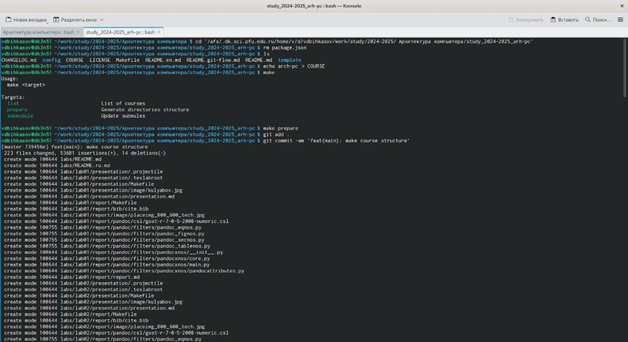 study_2024-2025_arh-pc : bash — Konsole
Новая вкладка Разделить окно Копировать Вставить Поиск...
Архитектура компьютера : bash study_2024-2025_arh-pc : bash
vdbihkasov@dk3n51 ~/work/study/2024-2025/Архитектура компьютера/study_2024-2025_arh-pc $ cd "/afs/.dk.sci.pfu.edu.ru/home/v/d/vdbihkasov/work/study/2024-2025/ Архитектура компьютера/study_2024-2025_arh-pc"
vdbihkasov@dk3n51 ~/work/study/2024-2025/Архитектура компьютера/study_2024-2025_arh-pc $ rm package.json
vdbihkasov@dk3n51 ~/work/study/2024-2025/Архитектура компьютера/study_2024-2025_arh-pc $ ls
CHANGELOG.md config COURSE LICENSE Makefile README.en.md README.git-flow.md README.md template
vdbihkasov@dk3n51 ~/work/study/2024-2025/Архитектура компьютера/study_2024-2025_arh-pc $ echo arch-pc > COURSE
vdbihkasov@dk3n51 ~/work/study/2024-2025/Архитектура компьютера/study_2024-2025_arh-pc $ make
Usage:
make <target>
Targets:
list List of courses
prepare Generate directories structure
submodule Update submules
vdbihkasov@dk3n51 ~/work/study/2024-2025/Архитектура компьютера/study_2024-2025_arh-pc $ make prepare
vdbihkasov@dk3n51 ~/work/study/2024-2025/Архитектура компьютера/study_2024-2025_arh-pc $ git add .
vdbihkasov@dk3n51 ~/work/study/2024-2025/Архитектура компьютера/study_2024-2025_arh-pc $ git commit -am 'feat(main): make course structure'
[master 739456e] feat(main): make course structure
223 files changed, 53681 insertions(+), 14 deletions(-)
create mode 100644 labs/README.md
create mode 100644 labs/README.ru.md
create mode 100644 labs/lab01/presentation/.projectile
create mode 100644 labs/lab01/presentation/.texlabroot
create mode 100644 labs/lab01/presentation/Makefile
create mode 100644 labs/lab01/presentation/image/kulyabov.jpg
create mode 100644 labs/lab01/presentation/presentation.md
create mode 100644 labs/lab01/report/Makefile
create mode 100644 labs/lab01/report/bib/cite.bib
create mode 100644 labs/lab01/report/image/placeimg_800_600_tech.jpg
create mode 100644 labs/lab01/report/pandoc/csl/gost-r-7-0-5-2008-numeric.csl
create mode 100755 labs/lab01/report/pandoc/filters/pandoc_eqnos.py
create mode 100755 labs/lab01/report/pandoc/filters/pandoc_fignos.py
create mode 100755 labs/lab01/report/pandoc/filters/pandoc_secnos.py
create mode 100755 labs/lab01/report/pandoc/filters/pandoc_tablenos.py
create mode 100644 labs/lab01/report/pandoc/filters/pandocxnos/__init__.py
create mode 100644 labs/lab01/report/pandoc/filters/pandocxnos/core.py
create mode 100644 labs/lab01/report/pandoc/filters/pandocxnos/main.py
create mode 100644 labs/lab01/report/pandoc/filters/pandocxnos/pandocattributes.py
create mode 100644 labs/lab01/report/report.md
create mode 100644 labs/lab02/presentation/.projectile
create mode 100644 labs/lab02/presentation/.texlabroot
create mode 100644 labs/lab02/presentation/Makefile
create mode 100644 labs/lab02/presentation/image/kulyabov.jpg
create mode 100644 labs/lab02/presentation/presentation.md
create mode 100644 labs/lab02/report/Makefile
create mode 100644 labs/lab02/report/bib/cite.bib
create mode 100644 labs/lab02/report/image/placeimg_800_600_tech.jpg
create mode 100644 labs/lab02/report/pandoc/csl/gost-r-7-0-5-2008-numeric.csl
create mode 100755 labs/lab02/report/pandoc/filters/pandoc_eqnos.py